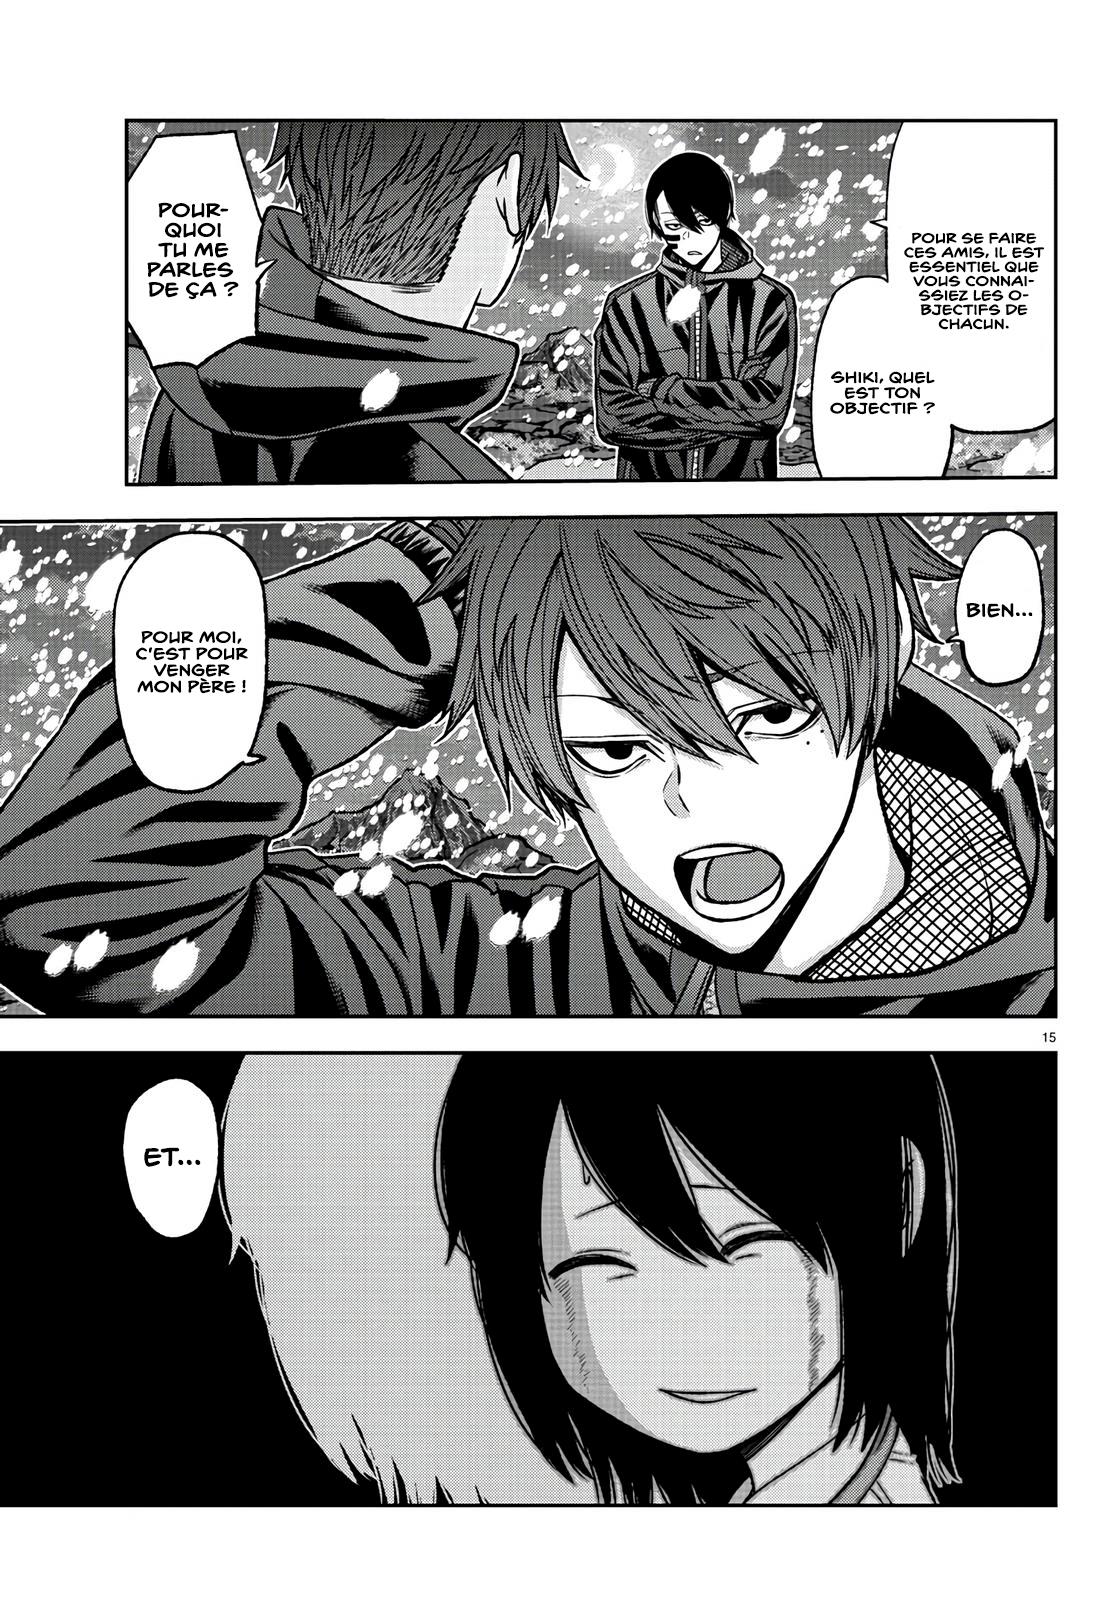 POUR SE FAIRE
CES AMIS, IL EST
ESSENTIEL QUE
VOUS CONNAI-
SSIEZ LES O-
BJECTIFS DE
CHACUN.
SHIKI, QUEL
EST TON
OBJECTIF ?
POUR-
QUOI
TU ME
PARLES
DE ÇA ?
BIEN...
POUR MOI,
C'EST POUR
VENGER
MON PÈRE !
15
ET...